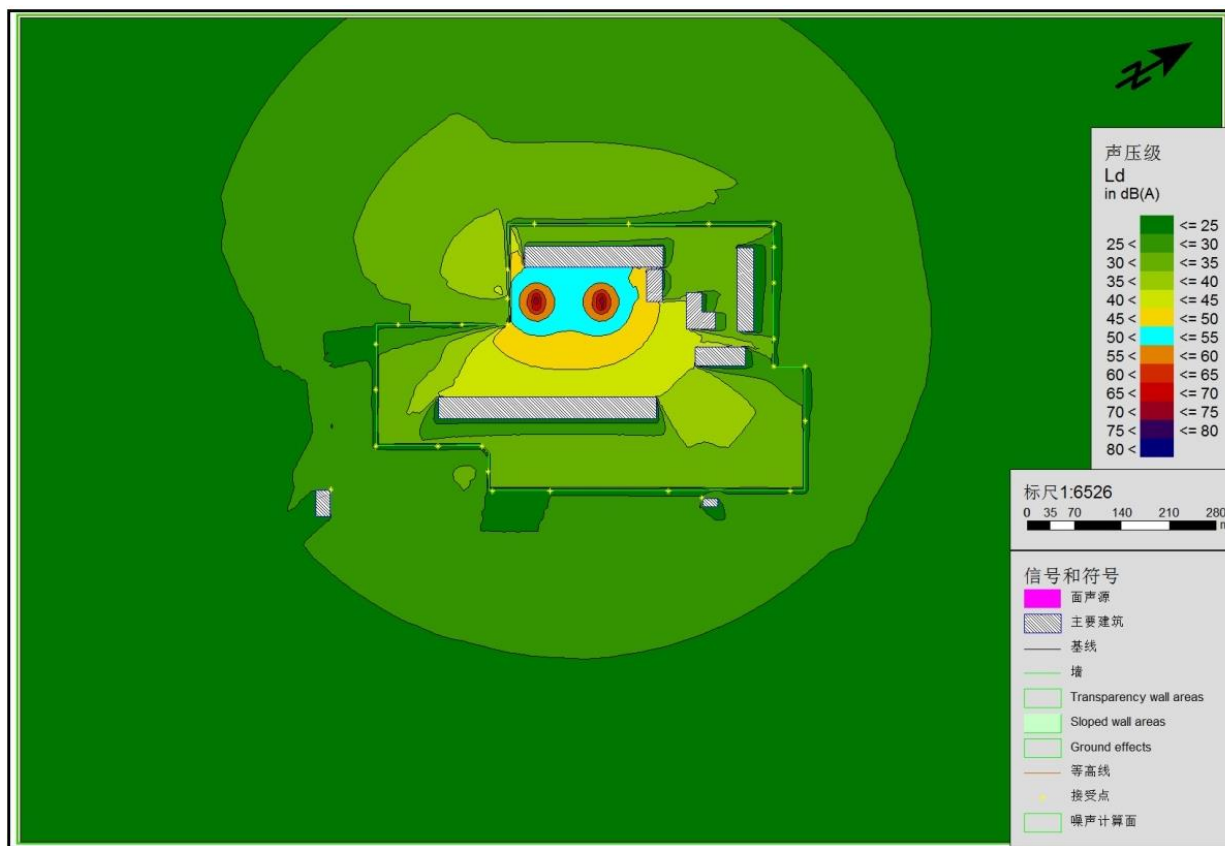 N
声压级
Ld
in dB(A)
<= 25
25 < <= 30
30 < <= 35
35 < <= 40
40 < <= 45
45 < <= 50
50 < <= 55
55 < <= 60
60 < <= 65
65 < <= 70
70 < <= 75
75 < <= 80
80 <
标尺1:6526
0 35 70 140 210 280
m
信号和符号
面声源
主要建筑
基线
墙
Transparency wall areas
Sloped wall areas
Ground effects
等高线
接受点
噪声计算面